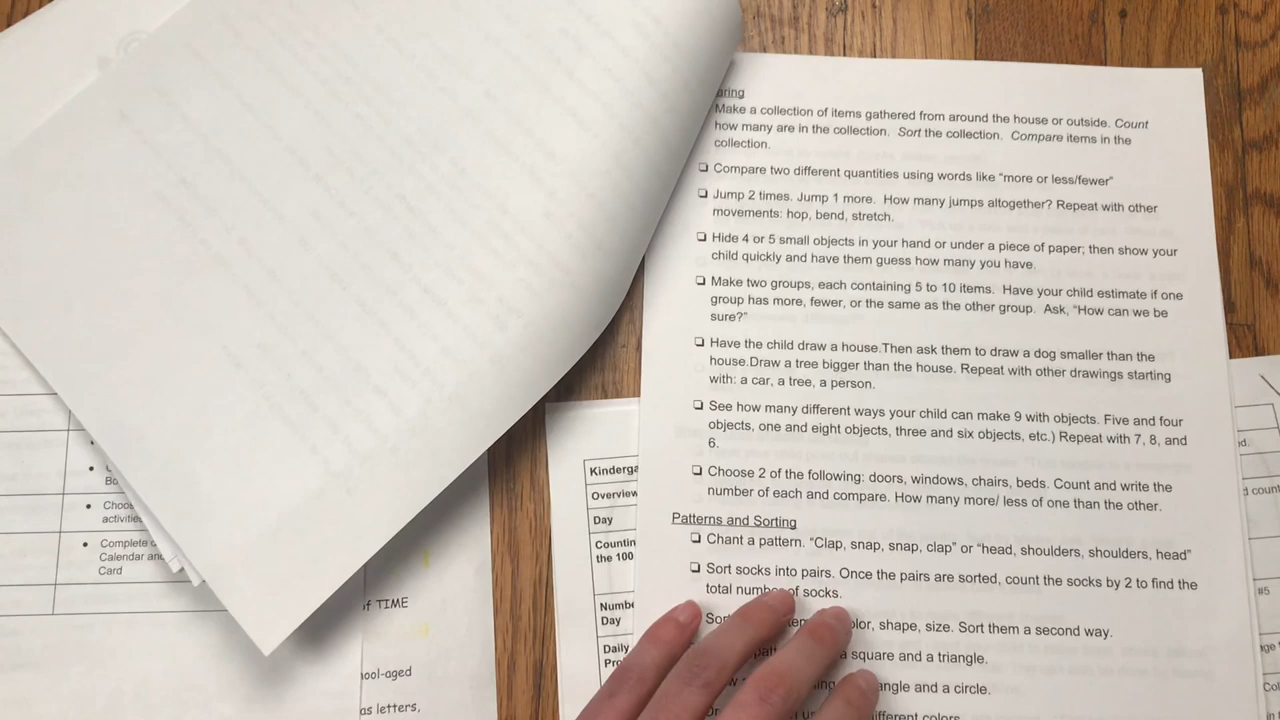 aring
Make a collection of items gathered from around the house or outside. Count
how many are in the collection. Sort the collection. Compare items in the
collection.
❏ Compare two different quantities using words like “more or less/fewer”
❏ Jump 2 times. Jump 1 more. How many jumps altogether? Repeat with other
movements: hop, bend, stretch.
❏ Hide 4 or 5 small objects in your hand or under a piece of paper; then show your
child quickly and have them guess how many you have.
❏ Make two groups, each containing 5 to 10 items. Have your child estimate if one
group has more, fewer, or the same as the other group. Ask, “How can we be
sure?”
❏ Have the child draw a house.Then ask them to draw a dog smaller than the
house.Draw a tree bigger than the house. Repeat with other drawings starting
with: a car, a tree, a person.
❏ See how many different ways your child can make 9 with objects. Five and four
objects, one and eight objects, three and six objects, etc.) Repeat with 7, 8, and
6.
❏ Choose 2 of the following: doors, windows, chairs, beds. Count and write the
number of each and compare. How many more/ less of one than the other.
Patterns and Sorting
❏ Chant a pattern. “Clap, snap, snap, clap” or “head, shoulders, shoulders, head”
❏ Sort socks into pairs. Once the pairs are sorted, count the socks by 2 to find the
total number of socks.
color, shape, size. Sort them a second way.
a square and a triangle.
angle and a circle.
different colors
Kinderga
Overview
Day
Countin
the 100
Numbe
Day
Daily
Pro
• Choos
activities
• Complete
Calendar and
Card
of TIME
hool-aged
as letters,
d count
#5
Col